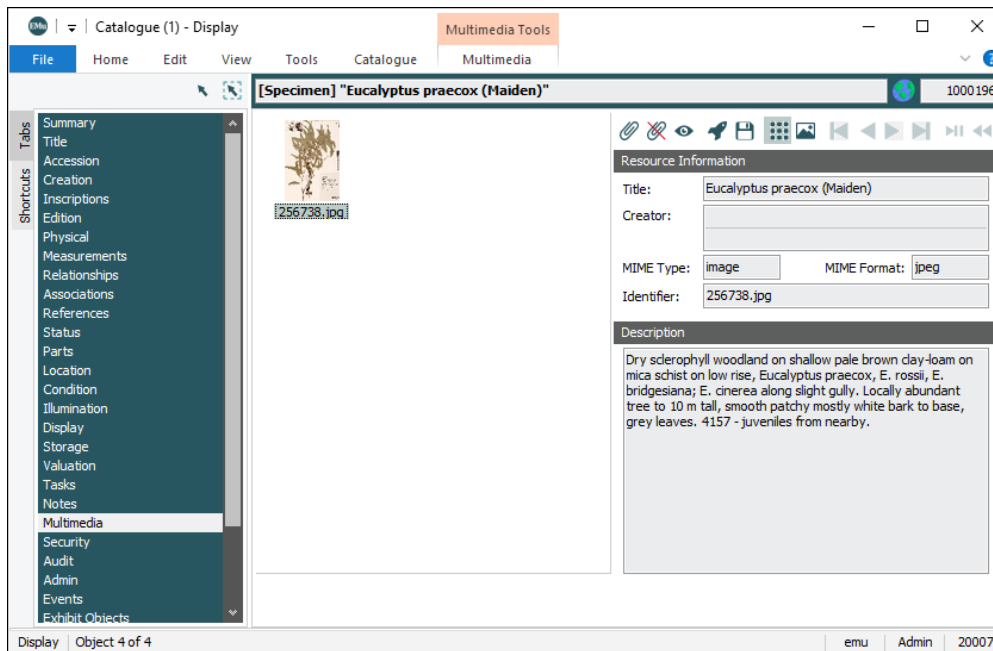 EMu Catalogue (1) - Display
Multimedia Tools
File Home Edit View Tools Catalogue Multimedia
[Specimen] "Eucalyptus praecox (Maiden)" 1000196
Tabs
Shortcuts
Summary
Title
Accession
Creation
Inscriptions
Edition
Physical
Measurements
Relationships
Associations
References
Status
Parts
Location
Condition
Illumination
Display
Storage
Valuation
Tasks
Notes
Multimedia
Security
Audit
Admin
Events
Exhibit Objects
256738.jpg
Resource Information
Title: Eucalyptus praecox (Maiden)
Creator:
MIME Type: image MIME Format: jpeg
Identifier: 256738.jpg
Description
Dry sclerophyll woodland on shallow pale brown clay-loam on
mica schist on low rise, Eucalyptus praecox, E. rossii, E.
bridgesiana; E. cinerea along slight gully. Locally abundant
tree to 10 m tall, smooth patchy mostly white bark to base,
grey leaves. 4157 - juveniles from nearby.
Display Object 4 of 4 emu Admin 20007